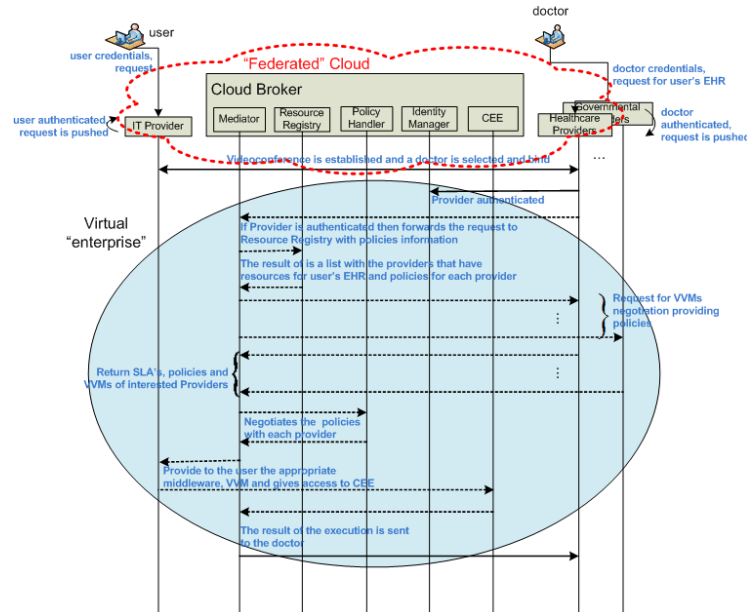 user
doctor
user credentials,
request
"Federated" Cloud
doctor credentials,
request for user's EHR
Cloud Broker
Mediator
Resource
Registry
Policy
Handler
Identity
Manager
CEE
user authenticated,
request is pushed
IT Provider
Governmental
Healthcare
Providers
doctor
authenticated,
request is pushed
Videoconference is established and a doctor is selected and bind
...
Provider authenticated
Virtual
"enterprise"
If Provider is authenticated then forwards the request to
Resource Registry with policies information
The result of is a list with the providers that have
resources for user's EHR and policies for each provider
Request for VVMs
negotiation providing
policies
...
...
Return SLA's, policies and
VVMs of interested Providers
Negotiates the policies
with each provider
Provide to the user the appropriate
middleware, VVM and gives access to CEE
The result of the execution is sent
to the doctor